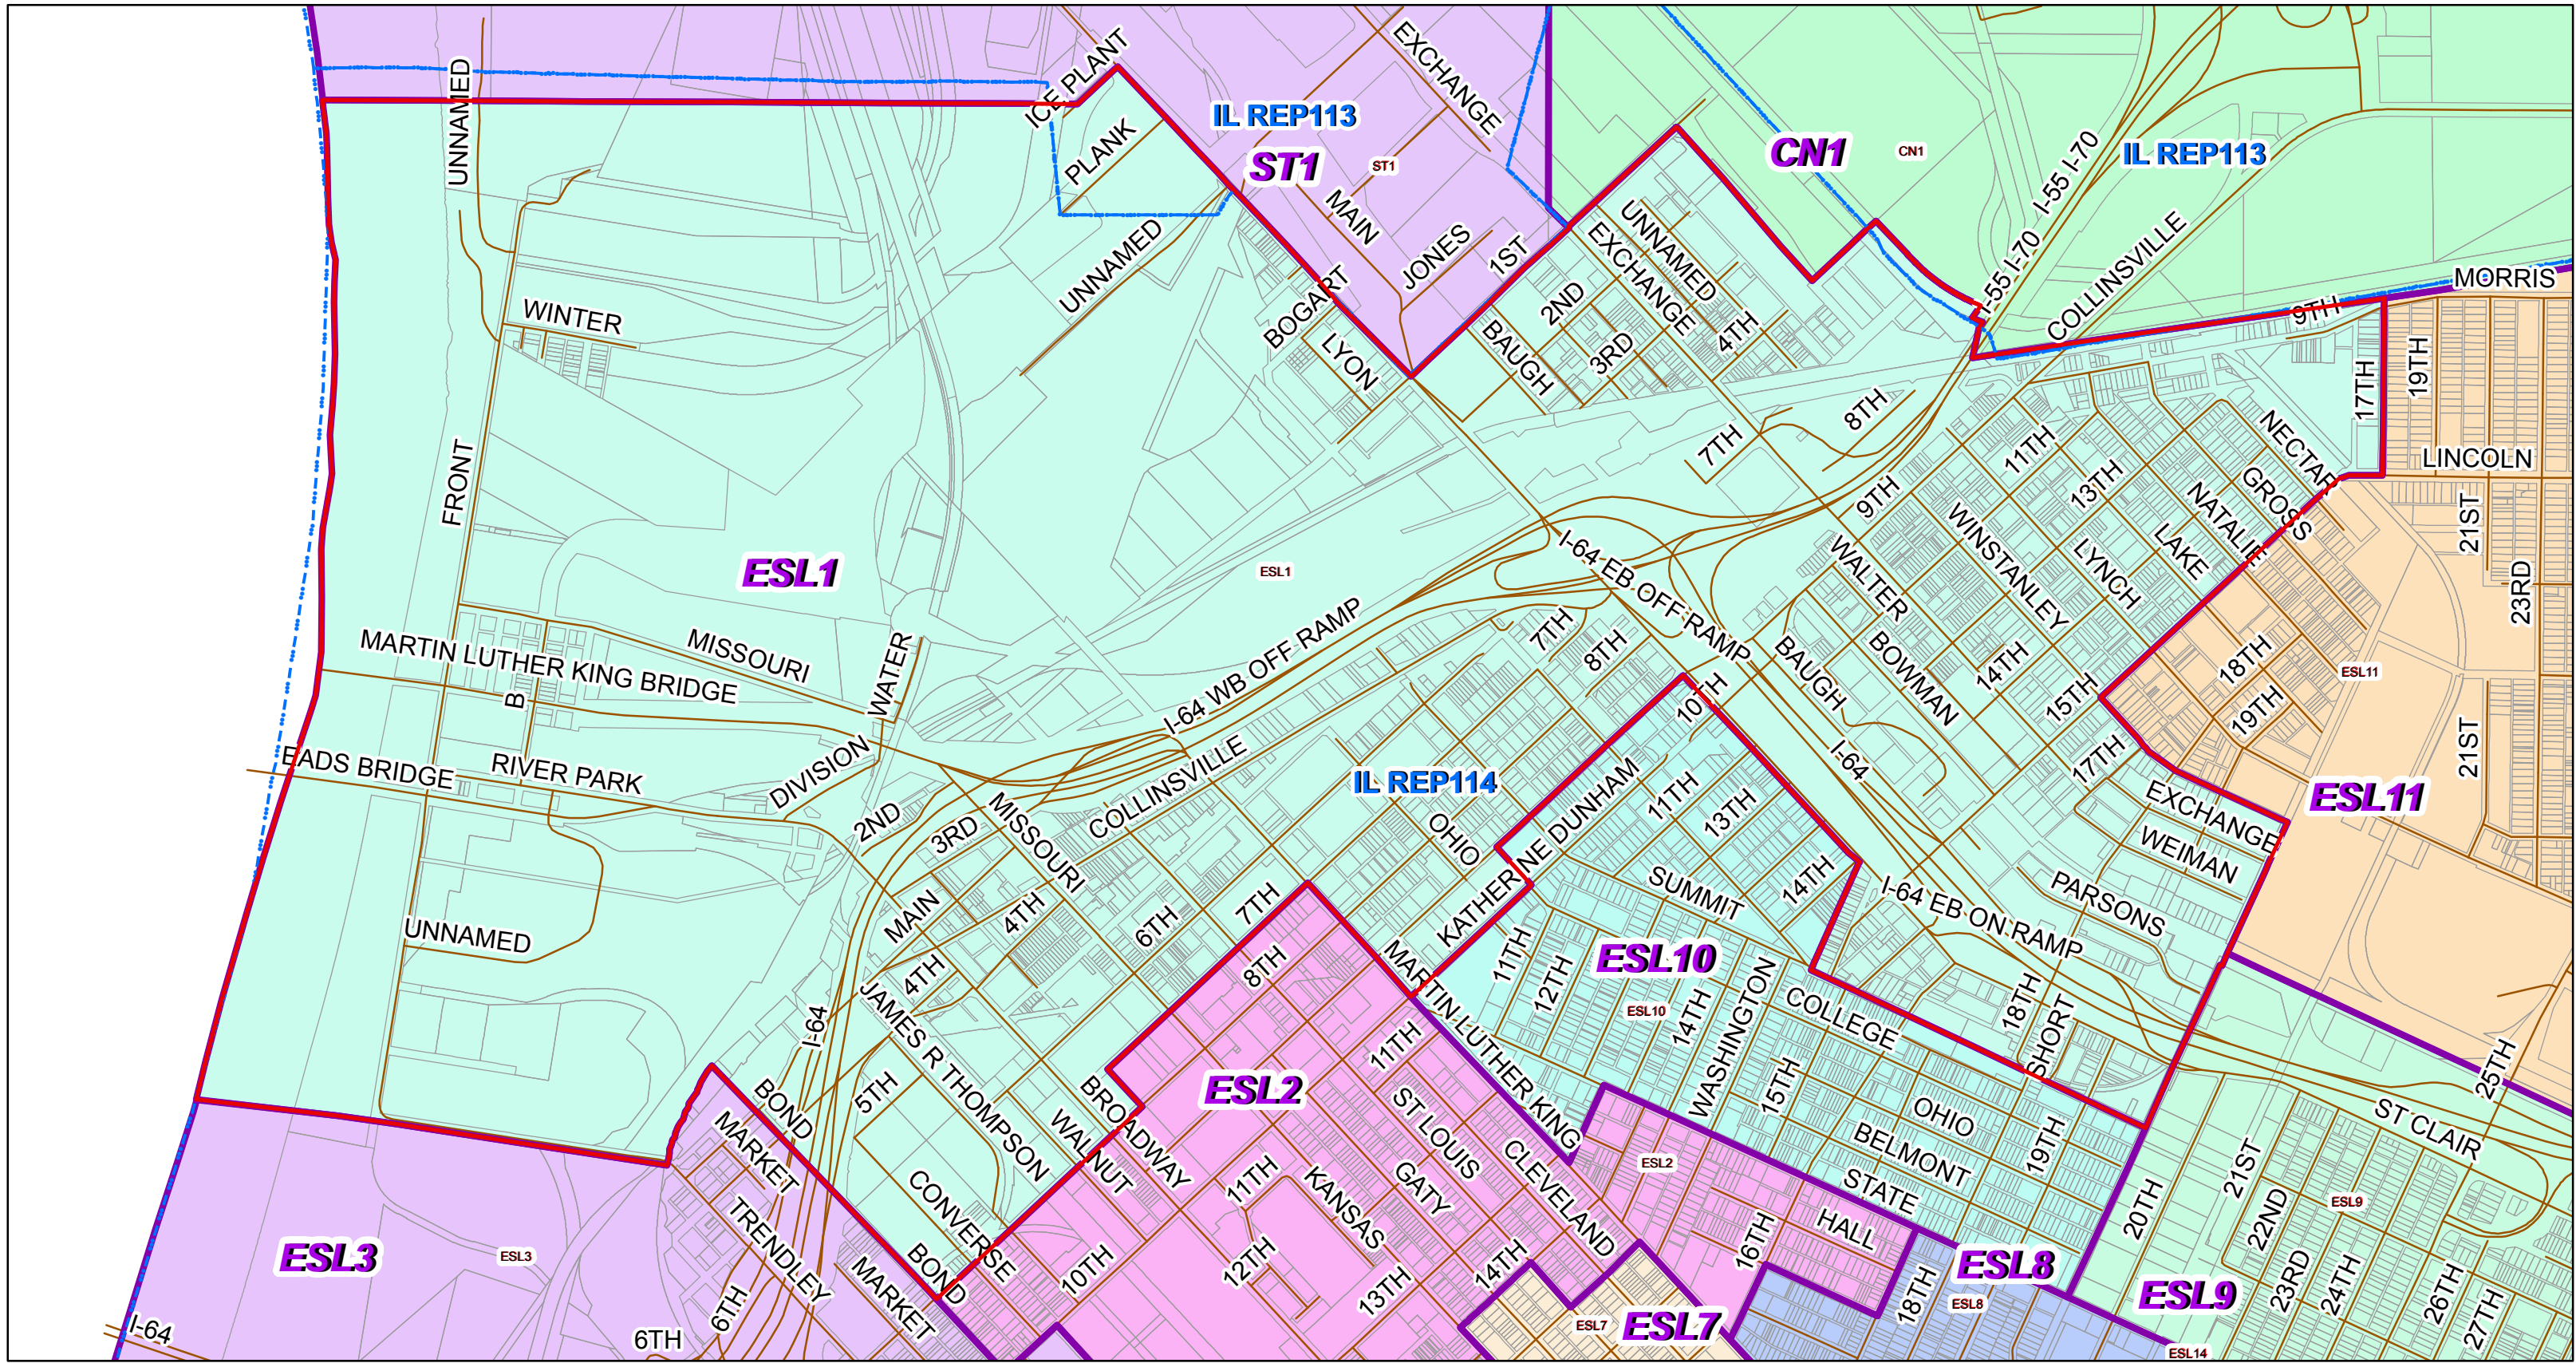 EXCHANGE
ICE PLANT
UNNAMED
IL REP113
ST1
ST1
CN1
CN1
IL REP113
I-55 I-70
PLANK
MAIN
JONES
1ST
UNNAMED
EXCHANGE
UNNAMED
I-55 I-70
COLLINSVILLE
MORRIS
9TH
WINTER
BOGART
LYON
BAUGH
2ND
3RD
4TH
17TH
19TH
FRONT
7TH
8TH
11TH
NECTAR
LINCOLN
9TH
13TH
GROSS
NATALIE
21ST
WINSTANLEY
LAKE
LYNCH
ESL1
ESL1
I-64 EB OFF RAMP
WALTER
23RD
MARTIN LUTHER KING BRIDGE
MISSOURI
B
WATER
I-64 WB OFF RAMP
7TH
8TH
BAUGH
BOWMAN
14TH
15TH
18TH
19TH
ESL11
10TH
21ST
EADS BRIDGE
RIVER PARK
DIVISION
COLLINSVILLE
IL REP114
I-64
17TH
EXCHANGE
ESL11
2ND
3RD
MISSOURI
OHIO
KATHERINE DUNHAM
11TH
13TH
WEIMAN
UNNAMED
MAIN
4TH
6TH
7TH
SUMMIT
14TH
I-64 EB ON RAMP
PARSONS
4TH
8TH
MARTIN LUTHER KING
11TH
12TH
ESL10
ESL10
14TH
WASHINGTON
COLLEGE
18TH
SHORT
I-64
JAMES R THOMPSON
5TH
BOND
BROADWAY
ESL2
11TH
15TH
OHIO
25TH
ST CLAIR
MARKET
WALNUT
ST LOUIS
CLEVELAND
ESL2
BELMONT
19TH
STATE
21ST
20TH
22ND
ESL9
TRENDLEY
CONVERSE
11TH
KANSAS
GATY
HALL
16TH
ESL3
ESL3
BOND
MARKET
10TH
12TH
13TH
14TH
ESL8
ESL8
18TH
ESL9
23RD
24TH
26TH
27TH
I-64
6TH
6TH
ESL7
ESL7
ESL14